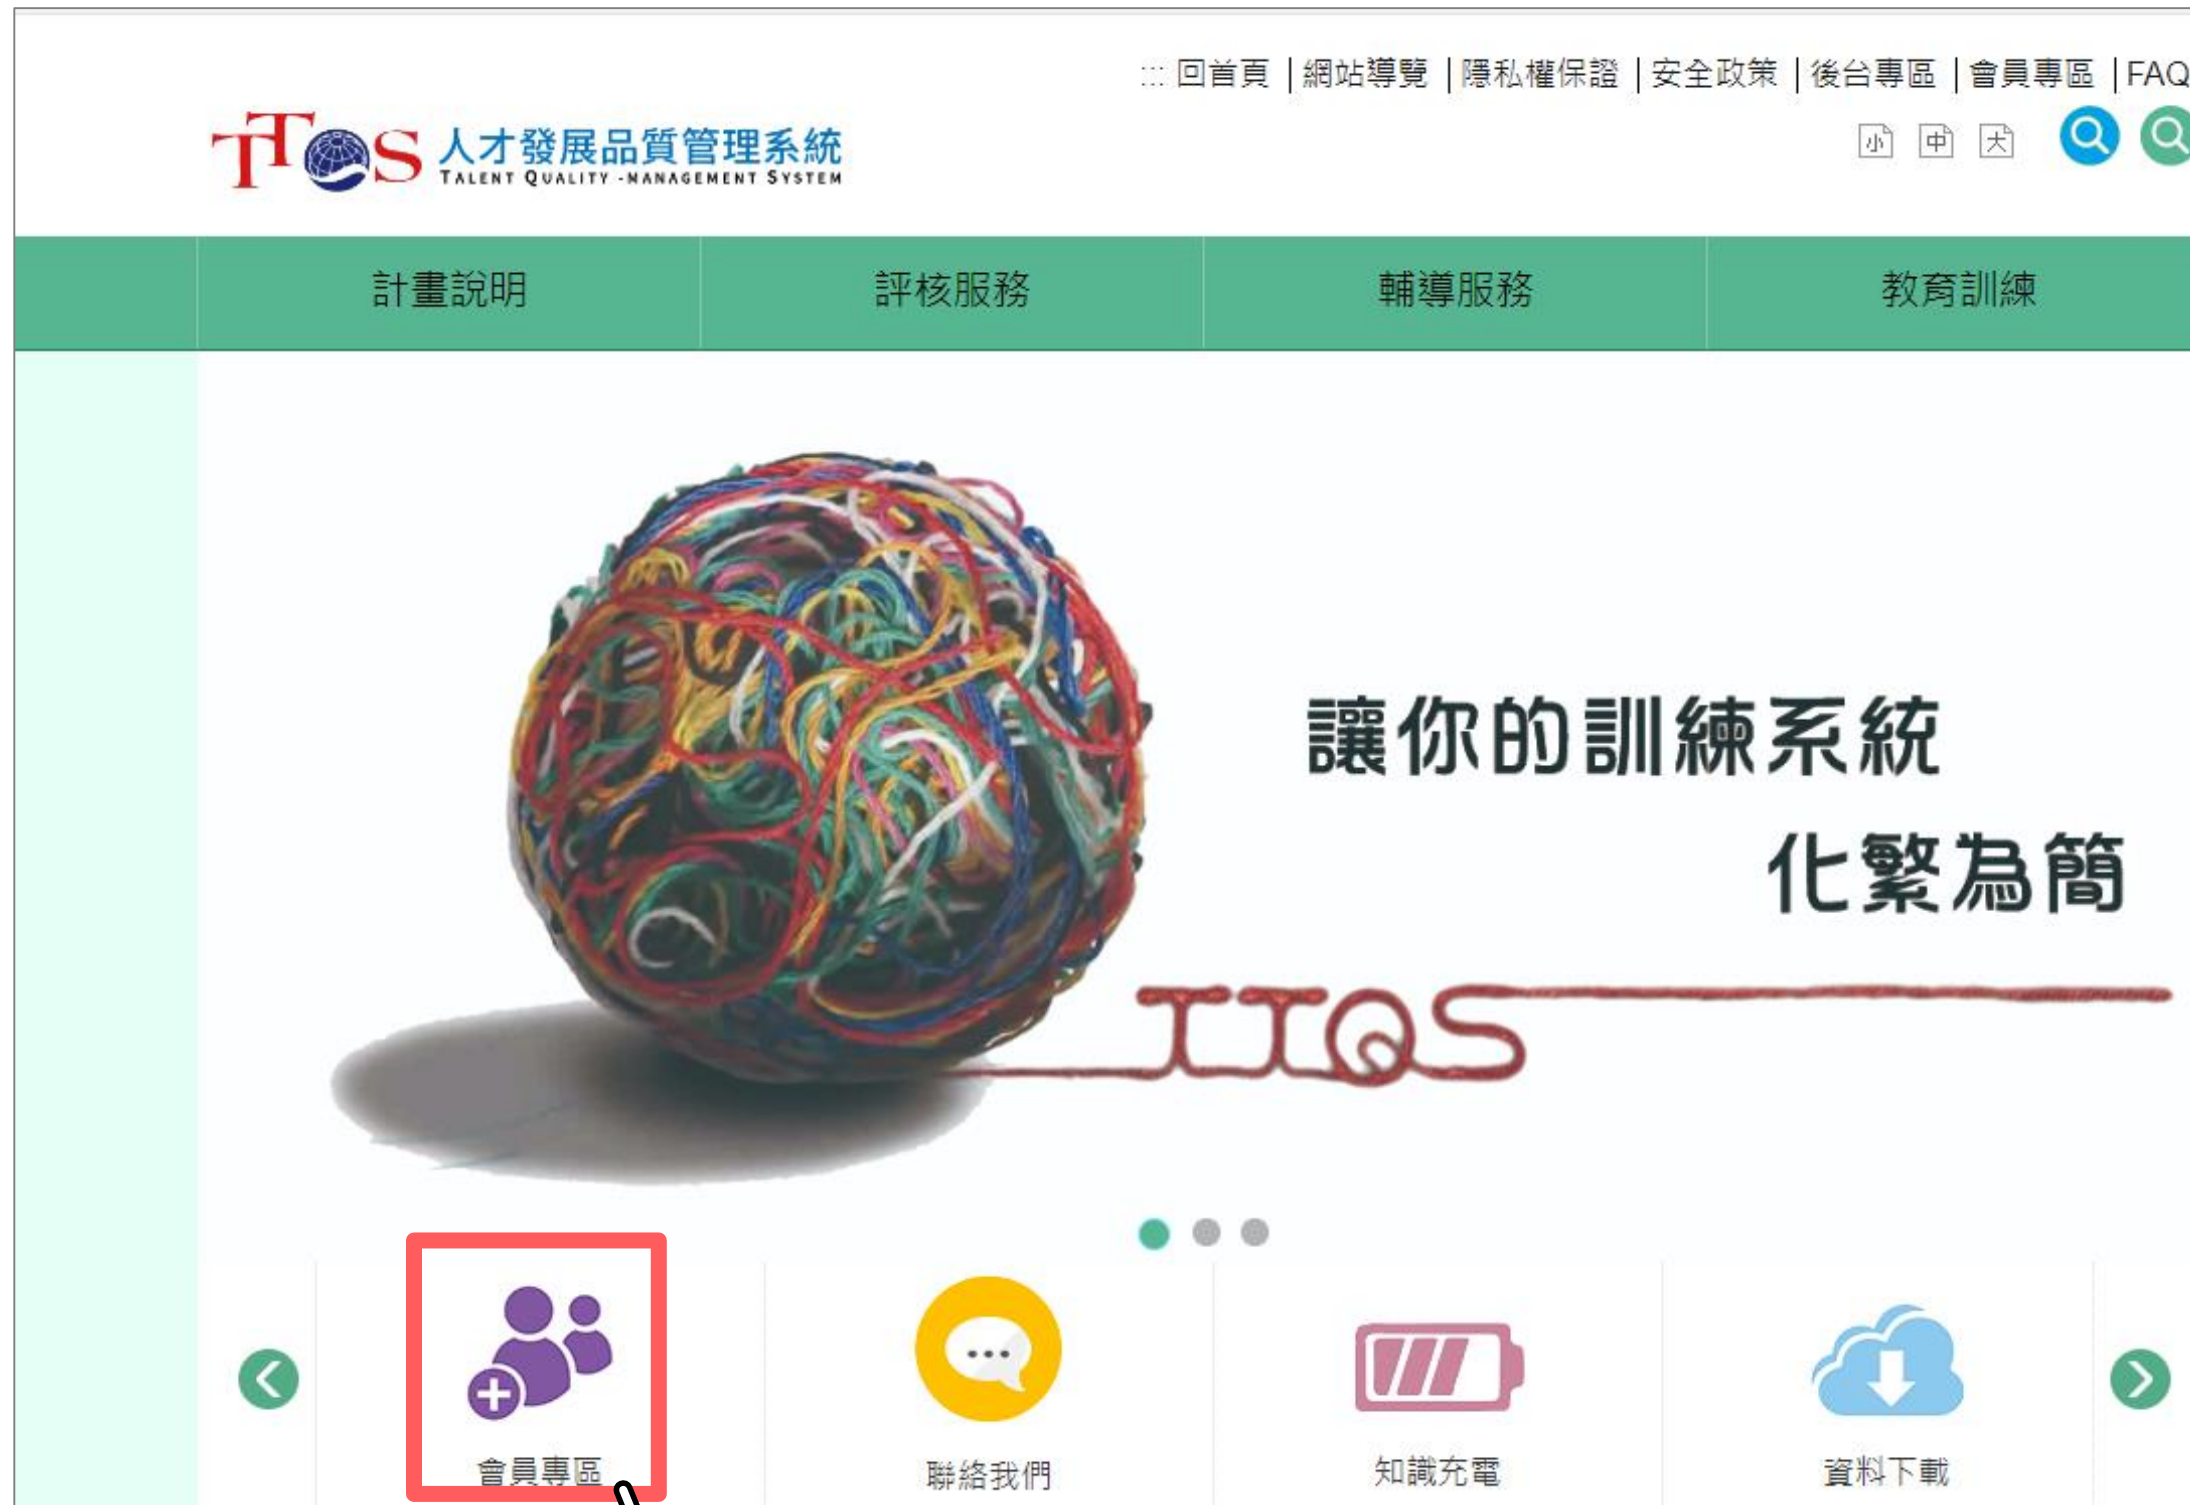 ::: 回首頁 |網站導覽 |隱私權保證 |安全政策 |後台專區 |會員專區 |FAQ
TTQS 人才發展品質管理系統
TALENT QUALITY -MANAGEMENT SYSTEM
小 中 大
計畫說明 評核服務 輔導服務 教育訓練
讓你的訓練系統
化繁為簡
TTQS
會員專區 聯絡我們 知識充電 資料下載